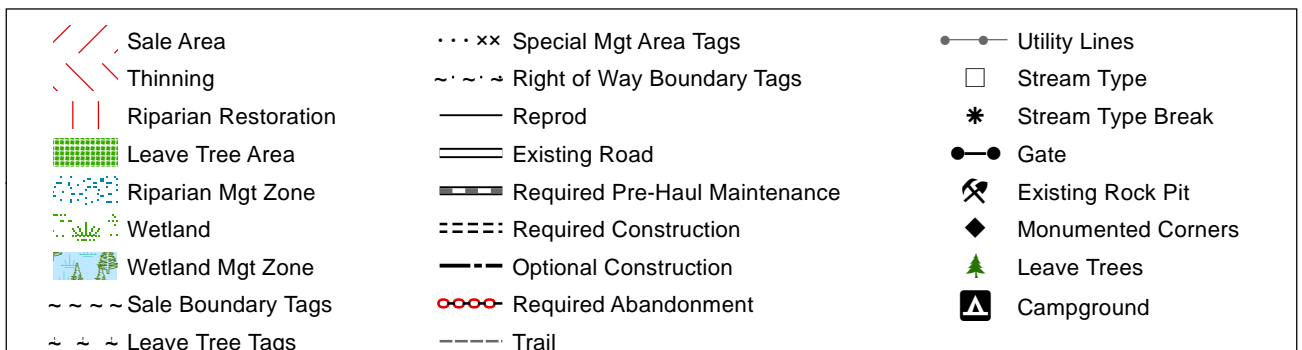 Sale Area
Thinning
Riparian Restoration
Leave Tree Area
Riparian Mgt Zone
Wetland
Wetland Mgt Zone
Sale Boundary Tags
Leave Tree Tags
Special Mgt Area Tags
Right of Way Boundary Tags
Reprod
Existing Road
Required Pre-Haul Maintenance
Required Construction
Optional Construction
Required Abandonment
Trail
Utility Lines
Stream Type
Stream Type Break
Gate
Existing Rock Pit
Monumented Corners
Leave Trees
Campground